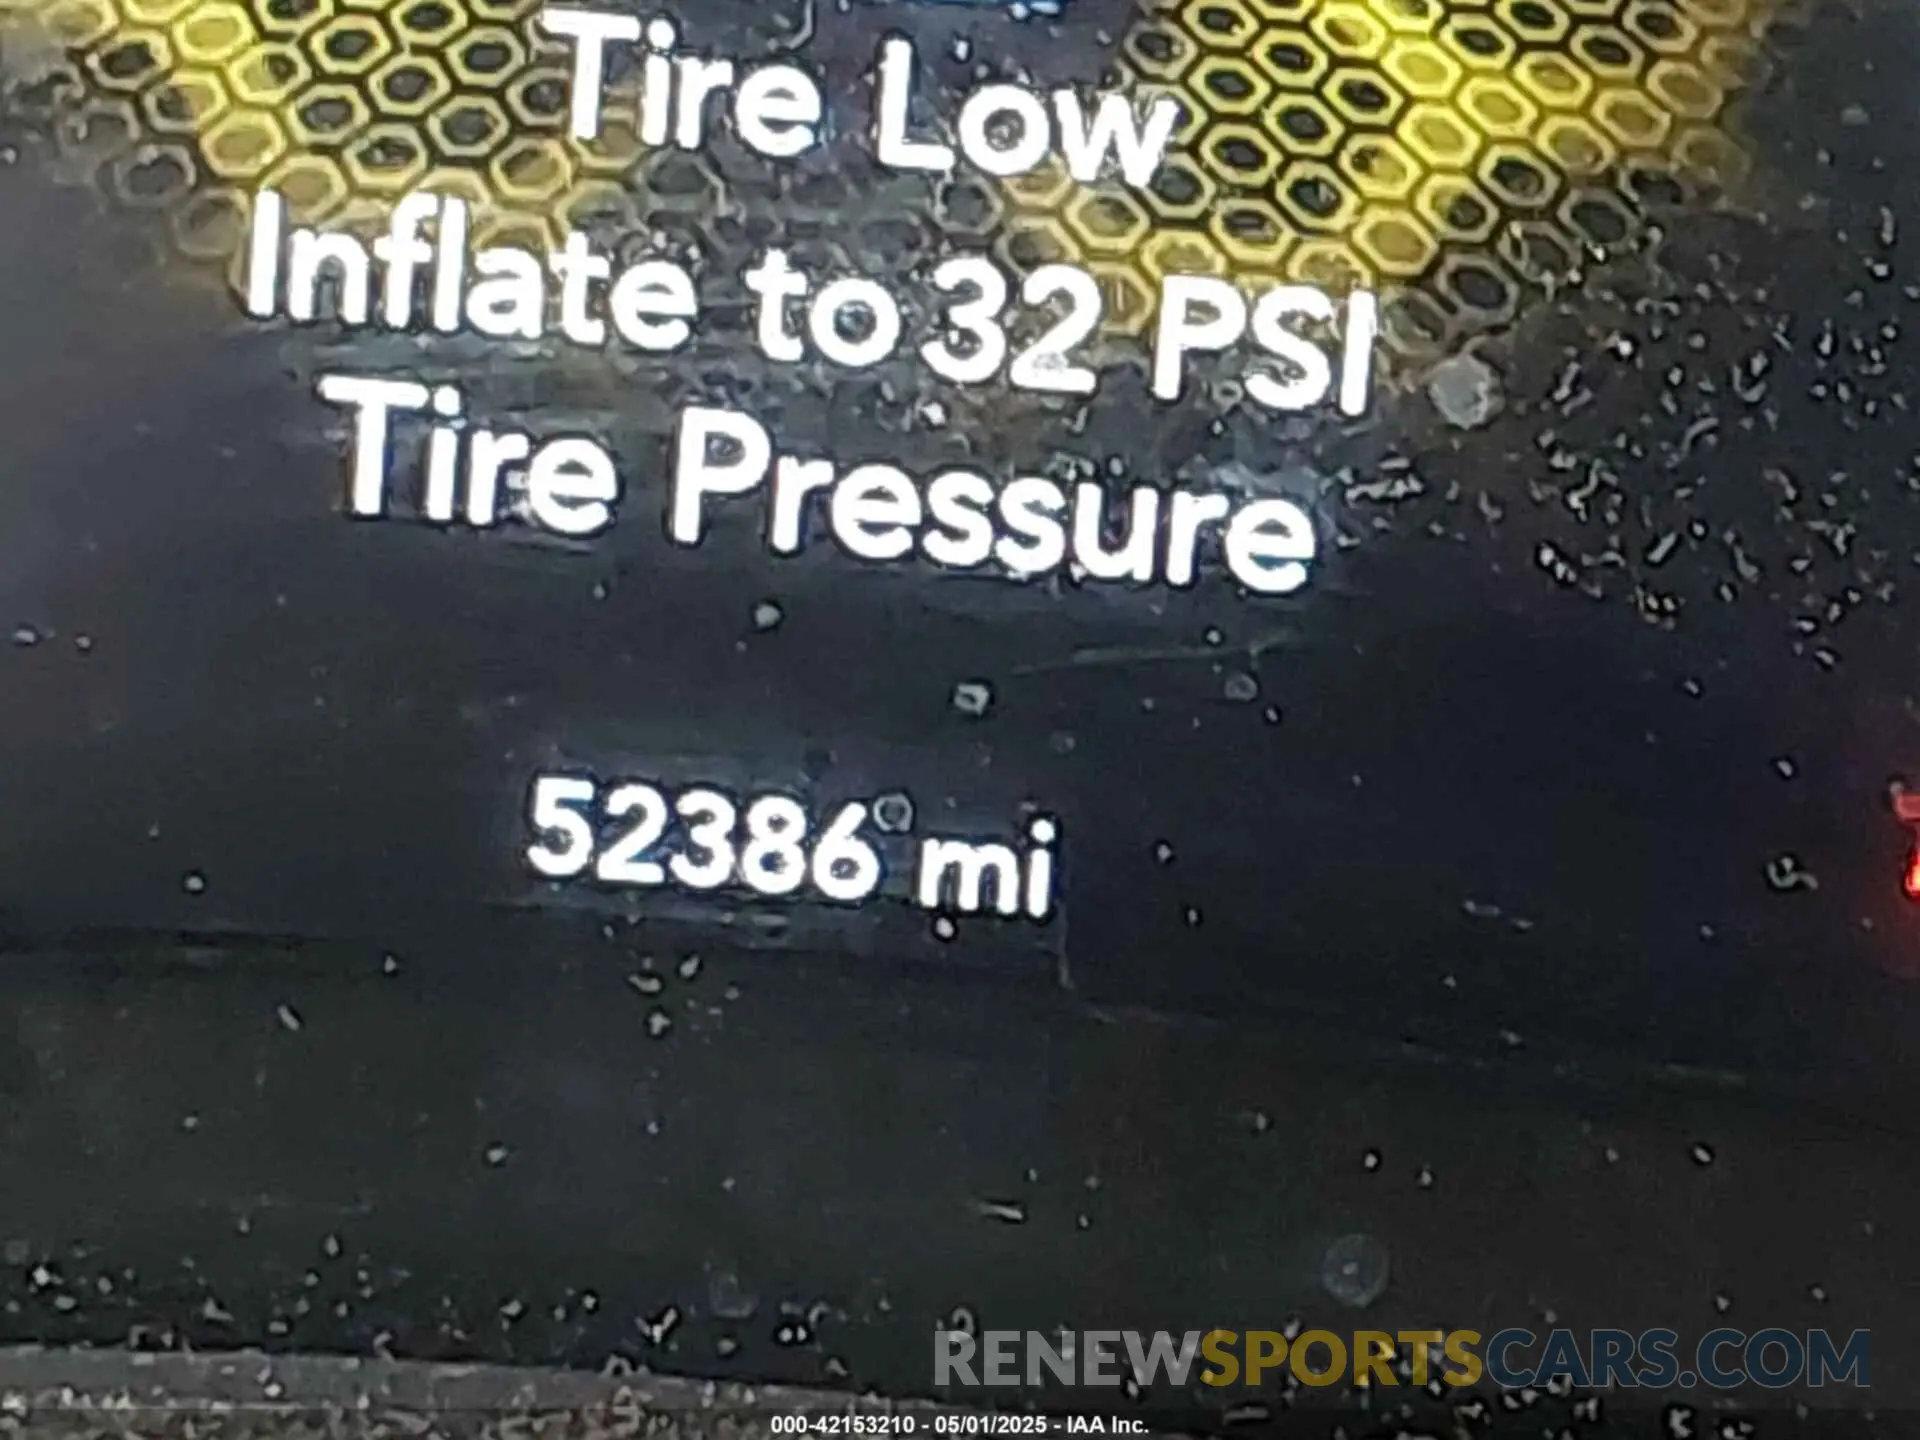 Tire Low
Inflate to 32 PSI
Tire Pressure
52386 mi
RENEWSPORTSCARS.COM
000-42153210 - 05/01/2025 - IAA Inc.